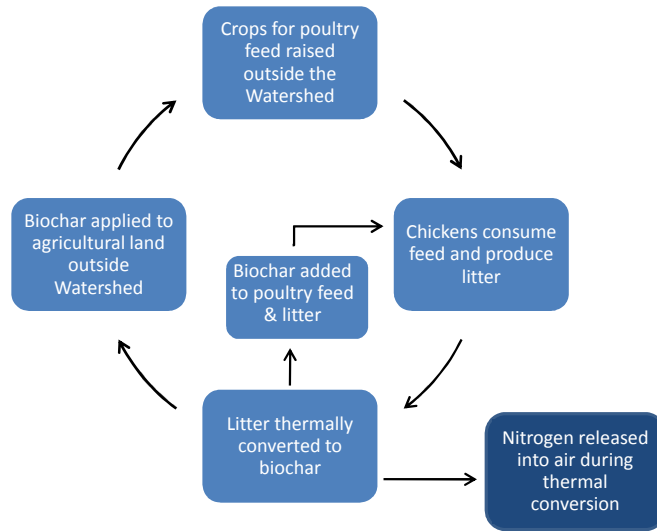 Crops for poultry
feed raised
outside the
Watershed
Biochar applied to
agricultural land
outside
Watershed
Biochar added
to poultry feed
& litter
Chickens consume
feed and produce
litter
Litter thermally
converted to
biochar
Nitrogen released
into air during
thermal
conversion